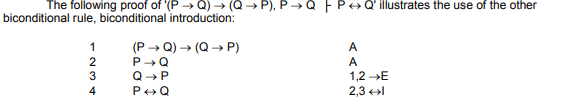 The following proof of '(P → Q) → (Q → P), P → Q ├ P ↔ Q' illustrates the use of the other
biconditional rule, biconditional introduction:
1 (P → Q) → (Q → P) A
2 P → Q A
3 Q → P 1,2 →E
4 P ↔ Q 2,3 ↔I